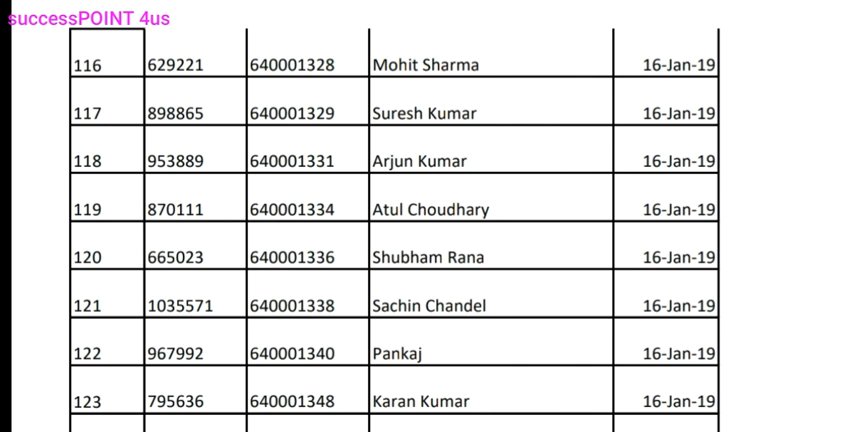 successPOINT 4us
116 629221 640001328 Mohit Sharma 16-Jan-19
117 898865 640001329 Suresh Kumar 16-Jan-19
118 953889 640001331 Arjun Kumar 16-Jan-19
119 870111 640001334 Atul Choudhary 16-Jan-19
120 665023 640001336 Shubham Rana 16-Jan-19
121 1035571 640001338 Sachin Chandel 16-Jan-19
122 967992 640001340 Pankaj 16-Jan-19
123 795636 640001348 Karan Kumar 16-Jan-19